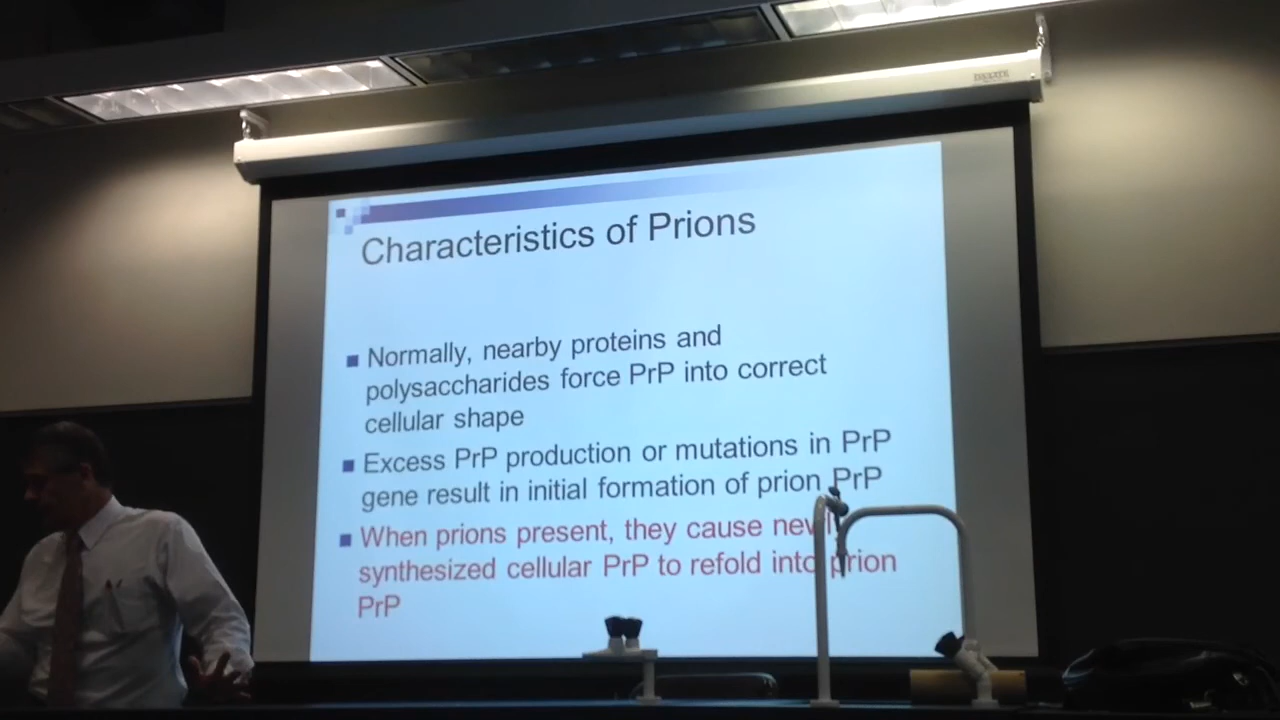 Characteristics of Prions
Normally, nearby proteins and
polysaccharides force PrP into correct
cellular shape
Excess PrP production or mutations in PrP
gene result in initial formation of prion PrP
When prions present, they cause newly
synthesized cellular PrP to refold into prion
PrP